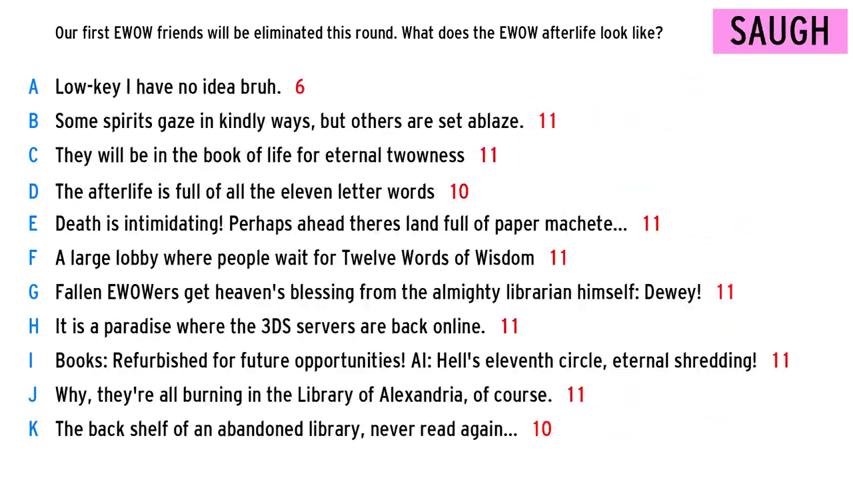 Our first EWOW friends will be eliminated this round. What does the EWOW afterlife look like?
SAUGH
A Low-key I have no idea bruh. 6
B Some spirits gaze in kindly ways, but others are set ablaze. 11
C They will be in the book of life for eternal twowness 11
D The afterlife is full of all the eleven letter words 10
E Death is intimidating! Perhaps ahead theres land full of paper machete... 11
F A large lobby where people wait for Twelve Words of Wisdom 11
G Fallen EWOWers get heaven's blessing from the almighty librarian himself: Dewey! 11
H It is a paradise where the 3DS servers are back online. 11
I Books: Refurbished for future opportunities! AI: Hell's eleventh circle, eternal shredding! 11
J Why, they're all burning in the Library of Alexandria, of course. 11
K The back shelf of an abandoned library, never read again... 10